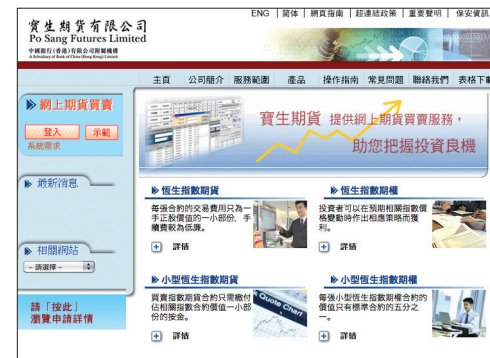 ENG | 简体 | 網頁指南 | 超連結政策 | 重要聲明 | 保安資訊
寶生期貨有限公司
Po Sang Futures Limited
中國銀行(香港)有限公司附屬機構
A Subsidiary of Bank of China (Hong Kong) Limited
主頁 公司簡介 服務範圍 產品 操作指南 常見問題 聯絡我們 表格下載
網上期貨買賣
登入 示範
系統需求
寶生期貨 提供網上期貨買賣服務，
助您把握投資良機
最新消息
相關網站
- 請選擇 -
請「按此」
瀏覽申請詳情
恆生指數期貨
每張合約的交易費用只為一
手正股價值的一小部份，手
續費較為低廉。
詳情
恆生指數期權
投資者可以在預期相關指數價
格變動時作出相應策略而獲
利。
詳情
小型恆生指數期貨
買賣指數期貨合約只需繳付
佔相關指數合約價值一小部
份的按金。
Quote Chart
詳情
小型恆生指數期權
每張小型恆生指數期權合約的
價值只有標準合約的五分之
一。
詳情